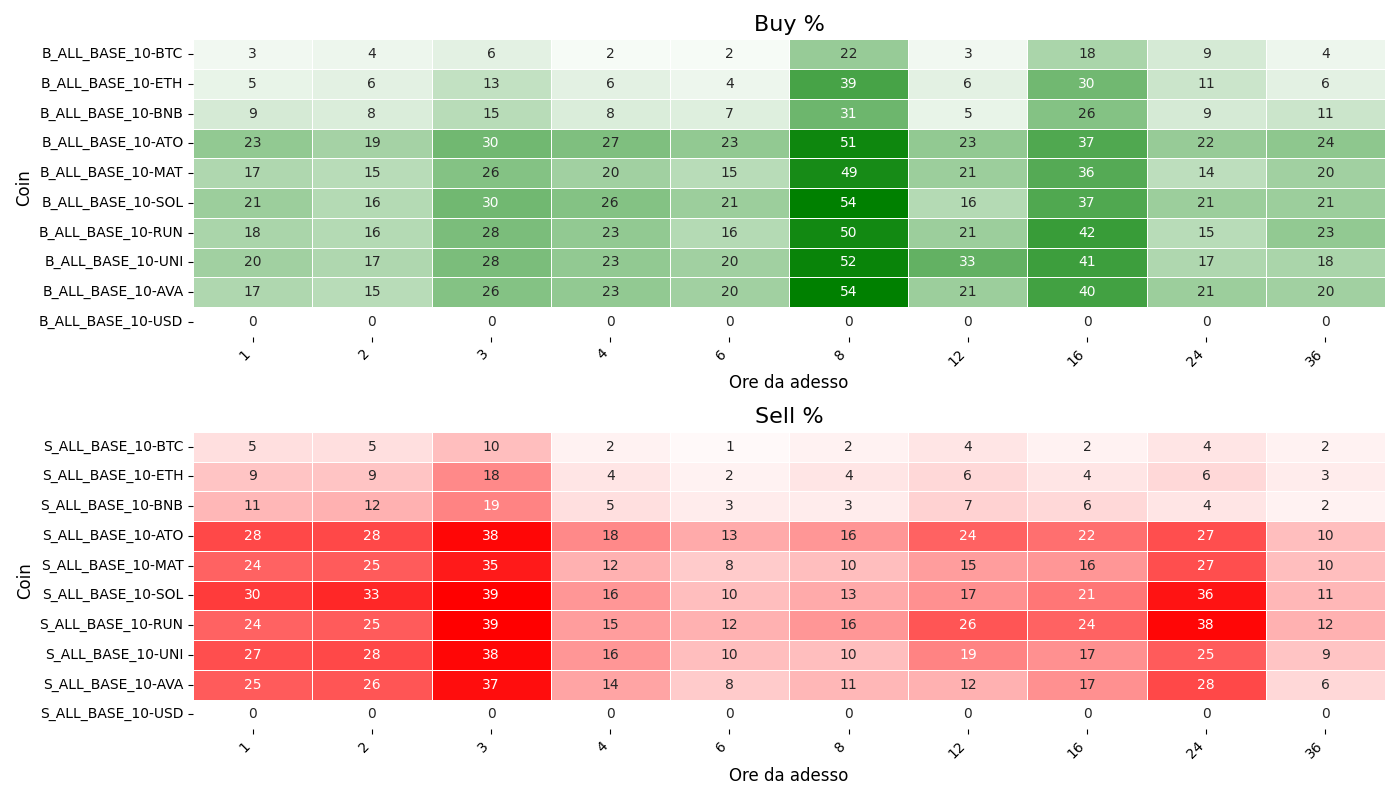 Buy %
Coin
B_ALL_BASE_10-BTC 3 4 6 2 2 22 3 18 9 4
B_ALL_BASE_10-ETH 5 6 13 6 4 39 6 30 11 6
B_ALL_BASE_10-BNB 9 8 15 8 7 31 5 26 9 11
B_ALL_BASE_10-ATO 23 19 30 27 23 51 23 37 22 24
B_ALL_BASE_10-MAT 17 15 26 20 15 49 21 36 14 20
B_ALL_BASE_10-SOL 21 16 30 26 21 54 16 37 21 21
B_ALL_BASE_10-RUN 18 16 28 23 16 50 21 42 15 23
B_ALL_BASE_10-UNI 20 17 28 23 20 52 33 41 17 18
B_ALL_BASE_10-AVA 17 15 26 23 20 54 21 40 21 20
B_ALL_BASE_10-USD 0 0 0 0 0 0 0 0 0 0
1 2 3 4 6 8 12 16 24 36
Ore da adesso
Sell %
Coin
S_ALL_BASE_10-BTC 5 5 10 2 1 2 4 2 4 2
S_ALL_BASE_10-ETH 9 9 18 4 2 4 6 4 6 3
S_ALL_BASE_10-BNB 11 12 19 5 3 3 7 6 4 2
S_ALL_BASE_10-ATO 28 28 38 18 13 16 24 22 27 10
S_ALL_BASE_10-MAT 24 25 35 12 8 10 15 16 27 10
S_ALL_BASE_10-SOL 30 33 39 16 10 13 17 21 36 11
S_ALL_BASE_10-RUN 24 25 39 15 12 16 26 24 38 12
S_ALL_BASE_10-UNI 27 28 38 16 10 10 19 17 25 9
S_ALL_BASE_10-AVA 25 26 37 14 8 11 12 17 28 6
S_ALL_BASE_10-USD 0 0 0 0 0 0 0 0 0 0
1 2 3 4 6 8 12 16 24 36
Ore da adesso